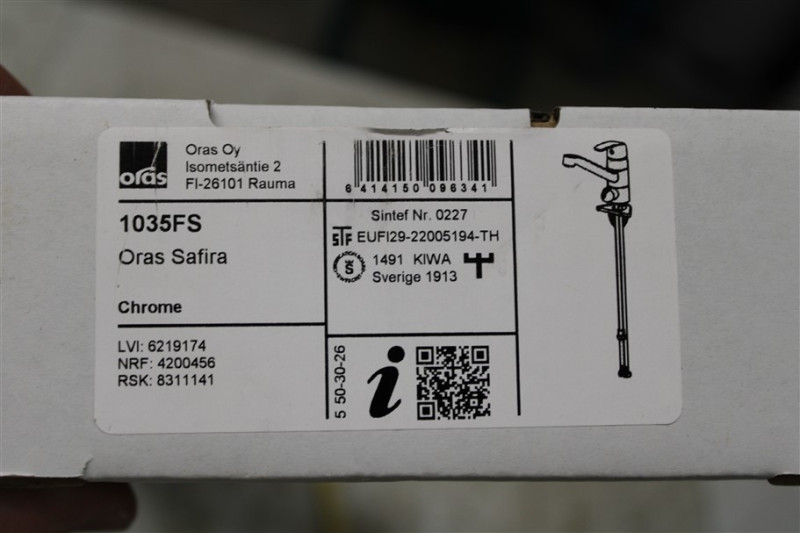 oras
Oras Oy
Isometsäntie 2
FI-26101 Rauma
6 414150 096341
1035FS
Oras Safira
Chrome
LVI: 6219174
NRF: 4200456
RSK: 8311141
Sintef Nr. 0227
STF EUFI29-22005194-TH
1491 KIWA
Sverige 1913
5 50-30-26
i